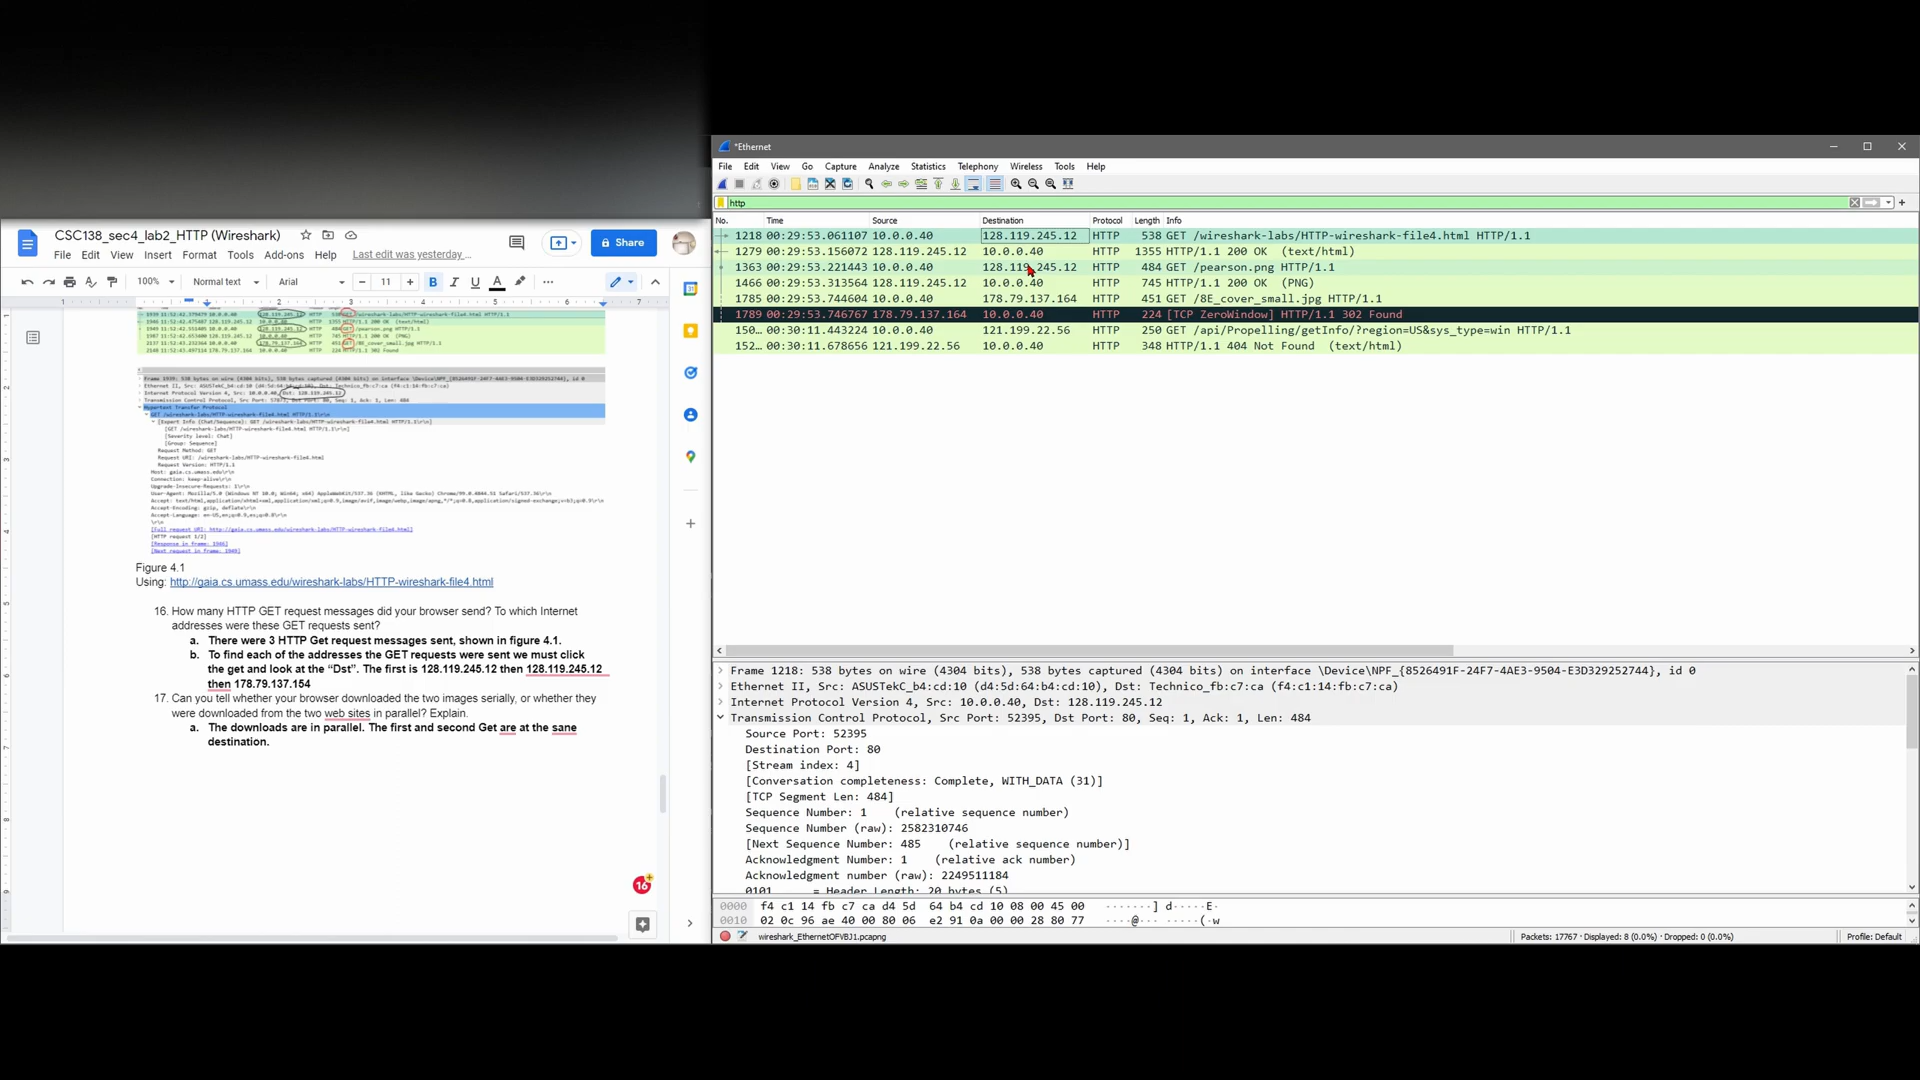 CSC138_sec4_lab2_HTTP (Wireshark)
Share
File Edit View Insert Format Tools Add-ons Help Last edit was yesterday ...
100% Normal text Arial 11 B I U A
Figure 4.1
Using: http://gaia.cs.umass.edu/wireshark-labs/HTTP-wireshark-file4.html
16. How many HTTP GET request messages did your browser send? To which Internet
addresses were these GET requests sent?
a. There were 3 HTTP Get request messages sent, shown in figure 4.1.
b. To find each of the addresses the GET requests were sent we must click
the get and look at the “Dst”. The first is 128.119.245.12 then 128.119.245.12
then 178.79.137.154
17. Can you tell whether your browser downloaded the two images serially, or whether they
were downloaded from the two web sites in parallel? Explain.
a. The downloads are in parallel. The first and second Get are at the sane
destination.
16
*Ethernet
File Edit View Go Capture Analyze Statistics Telephony Wireless Tools Help
http
No. Time Source Destination Protocol Length Info
1218 00:29:53.061107 10.0.0.40 128.119.245.12 HTTP 538 GET /wireshark-labs/HTTP-wireshark-file4.html HTTP/1.1
1279 00:29:53.156072 128.119.245.12 10.0.0.40 HTTP 1355 HTTP/1.1 200 OK (text/html)
1363 00:29:53.221443 10.0.0.40 128.119.245.12 HTTP 484 GET /pearson.png HTTP/1.1
1466 00:29:53.313564 128.119.245.12 10.0.0.40 HTTP 745 HTTP/1.1 200 OK (PNG)
1785 00:29:53.744604 10.0.0.40 178.79.137.164 HTTP 451 GET /8E_cover_small.jpg HTTP/1.1
1789 00:29:53.746767 178.79.137.164 10.0.0.40 HTTP 224 [TCP ZeroWindow] HTTP/1.1 302 Found
150... 00:30:11.443224 10.0.0.40 121.199.22.56 HTTP 250 GET /api/Propelling/getInfo/?region=US&sys_type=win HTTP/1.1
152... 00:30:11.678656 121.199.22.56 10.0.0.40 HTTP 348 HTTP/1.1 404 Not Found (text/html)
Frame 1218: 538 bytes on wire (4304 bits), 538 bytes captured (4304 bits) on interface \Device\NPF_{8526491F-24F7-4AE3-9504-E3D329252744}, id 0
Ethernet II, Src: ASUSTekC_b4:cd:10 (d4:5d:64:b4:cd:10), Dst: Technico_fb:c7:ca (f4:c1:14:fb:c7:ca)
Internet Protocol Version 4, Src: 10.0.0.40, Dst: 128.119.245.12
Transmission Control Protocol, Src Port: 52395, Dst Port: 80, Seq: 1, Ack: 1, Len: 484
Source Port: 52395
Destination Port: 80
[Stream index: 4]
[Conversation completeness: Complete, WITH_DATA (31)]
[TCP Segment Len: 484]
Sequence Number: 1 (relative sequence number)
Sequence Number (raw): 2582310746
[Next Sequence Number: 485 (relative sequence number)]
Acknowledgment Number: 1 (relative ack number)
Acknowledgment number (raw): 2249511184
0101 .... = Header Length: 20 bytes (5)
0000 f4 c1 14 fb c7 ca d4 5d 64 b4 cd 10 08 00 45 00 ·······] d·····E·
0010 02 0c 96 ae 40 00 80 06 e2 91 0a 00 00 28 80 77 ····@··· ·····(·w
wireshark_EthernetOFVBJ1.pcapng
Packets: 17767 · Displayed: 8 (0.0%) · Dropped: 0 (0.0%)
Profile: Default